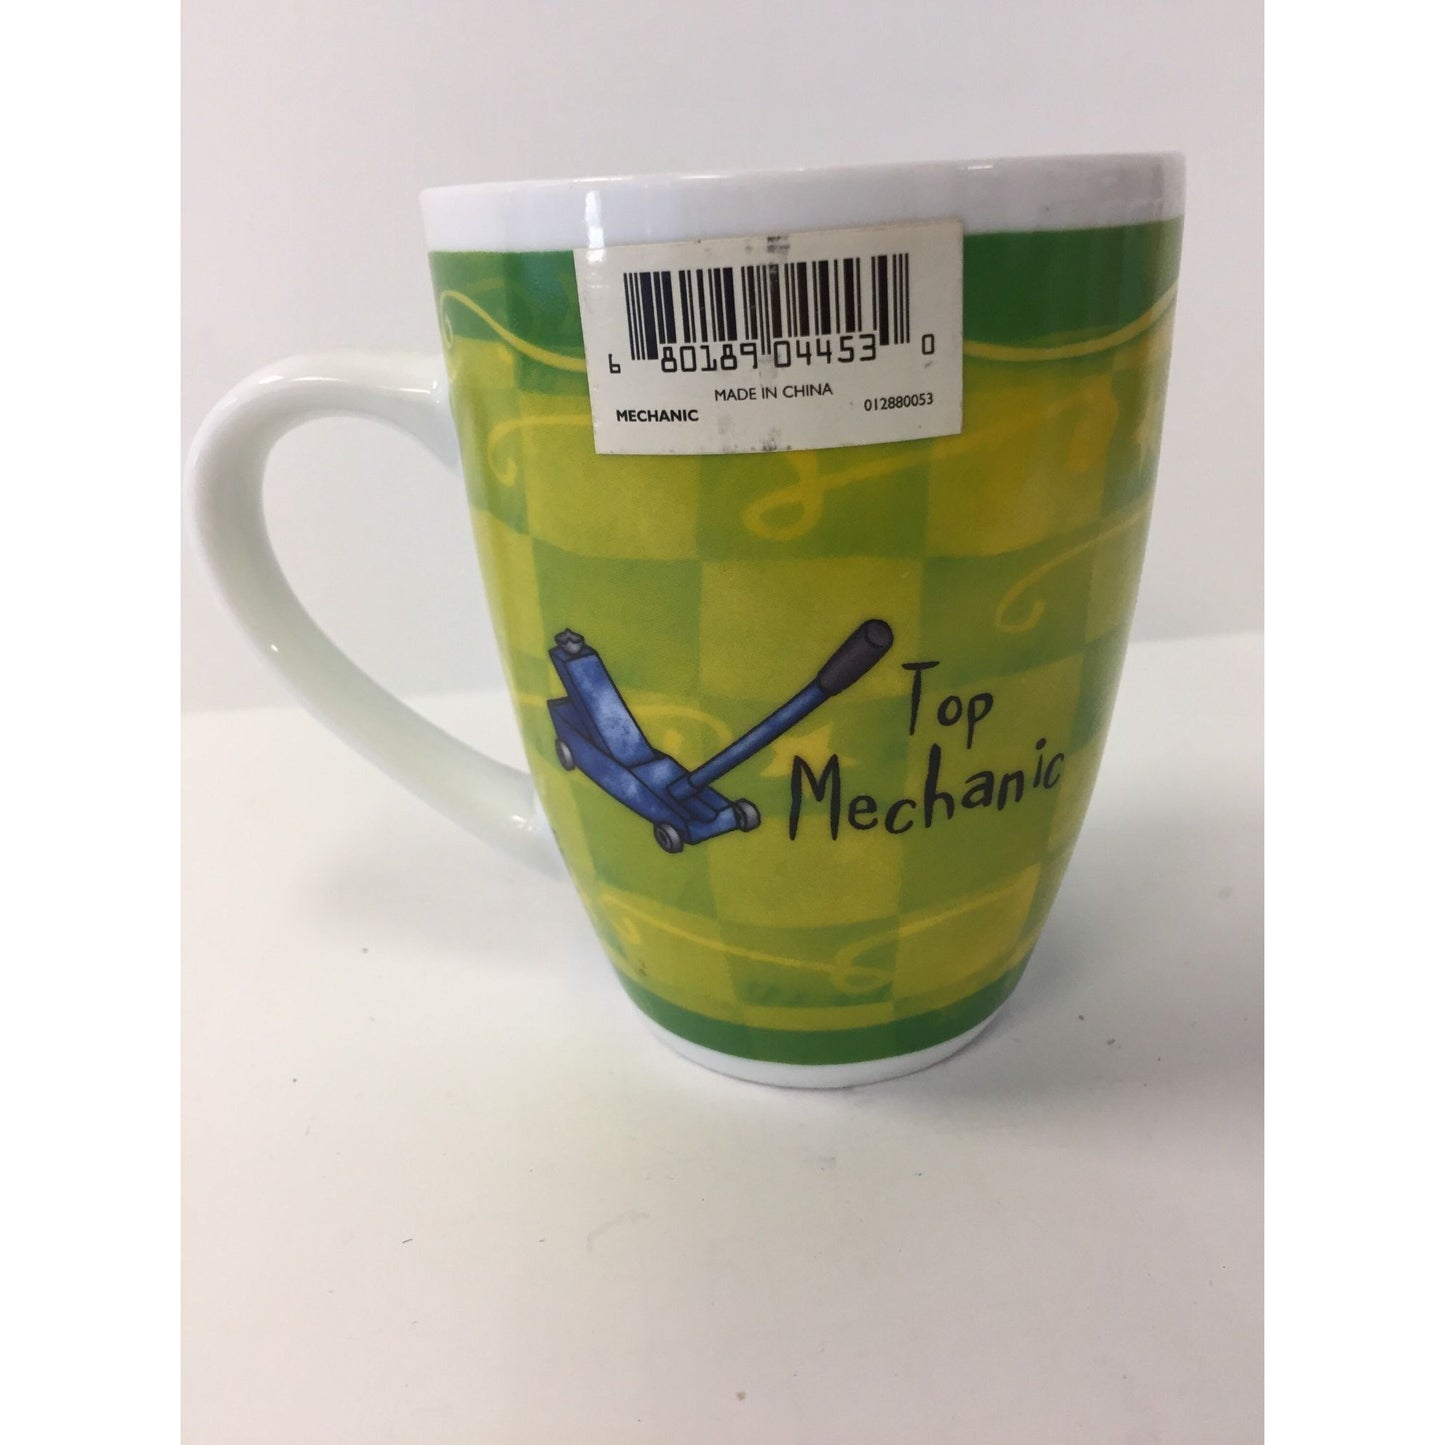 6 80189 04453 0
MADE IN CHINA
MECHANIC 012880053
Top
Mechanic